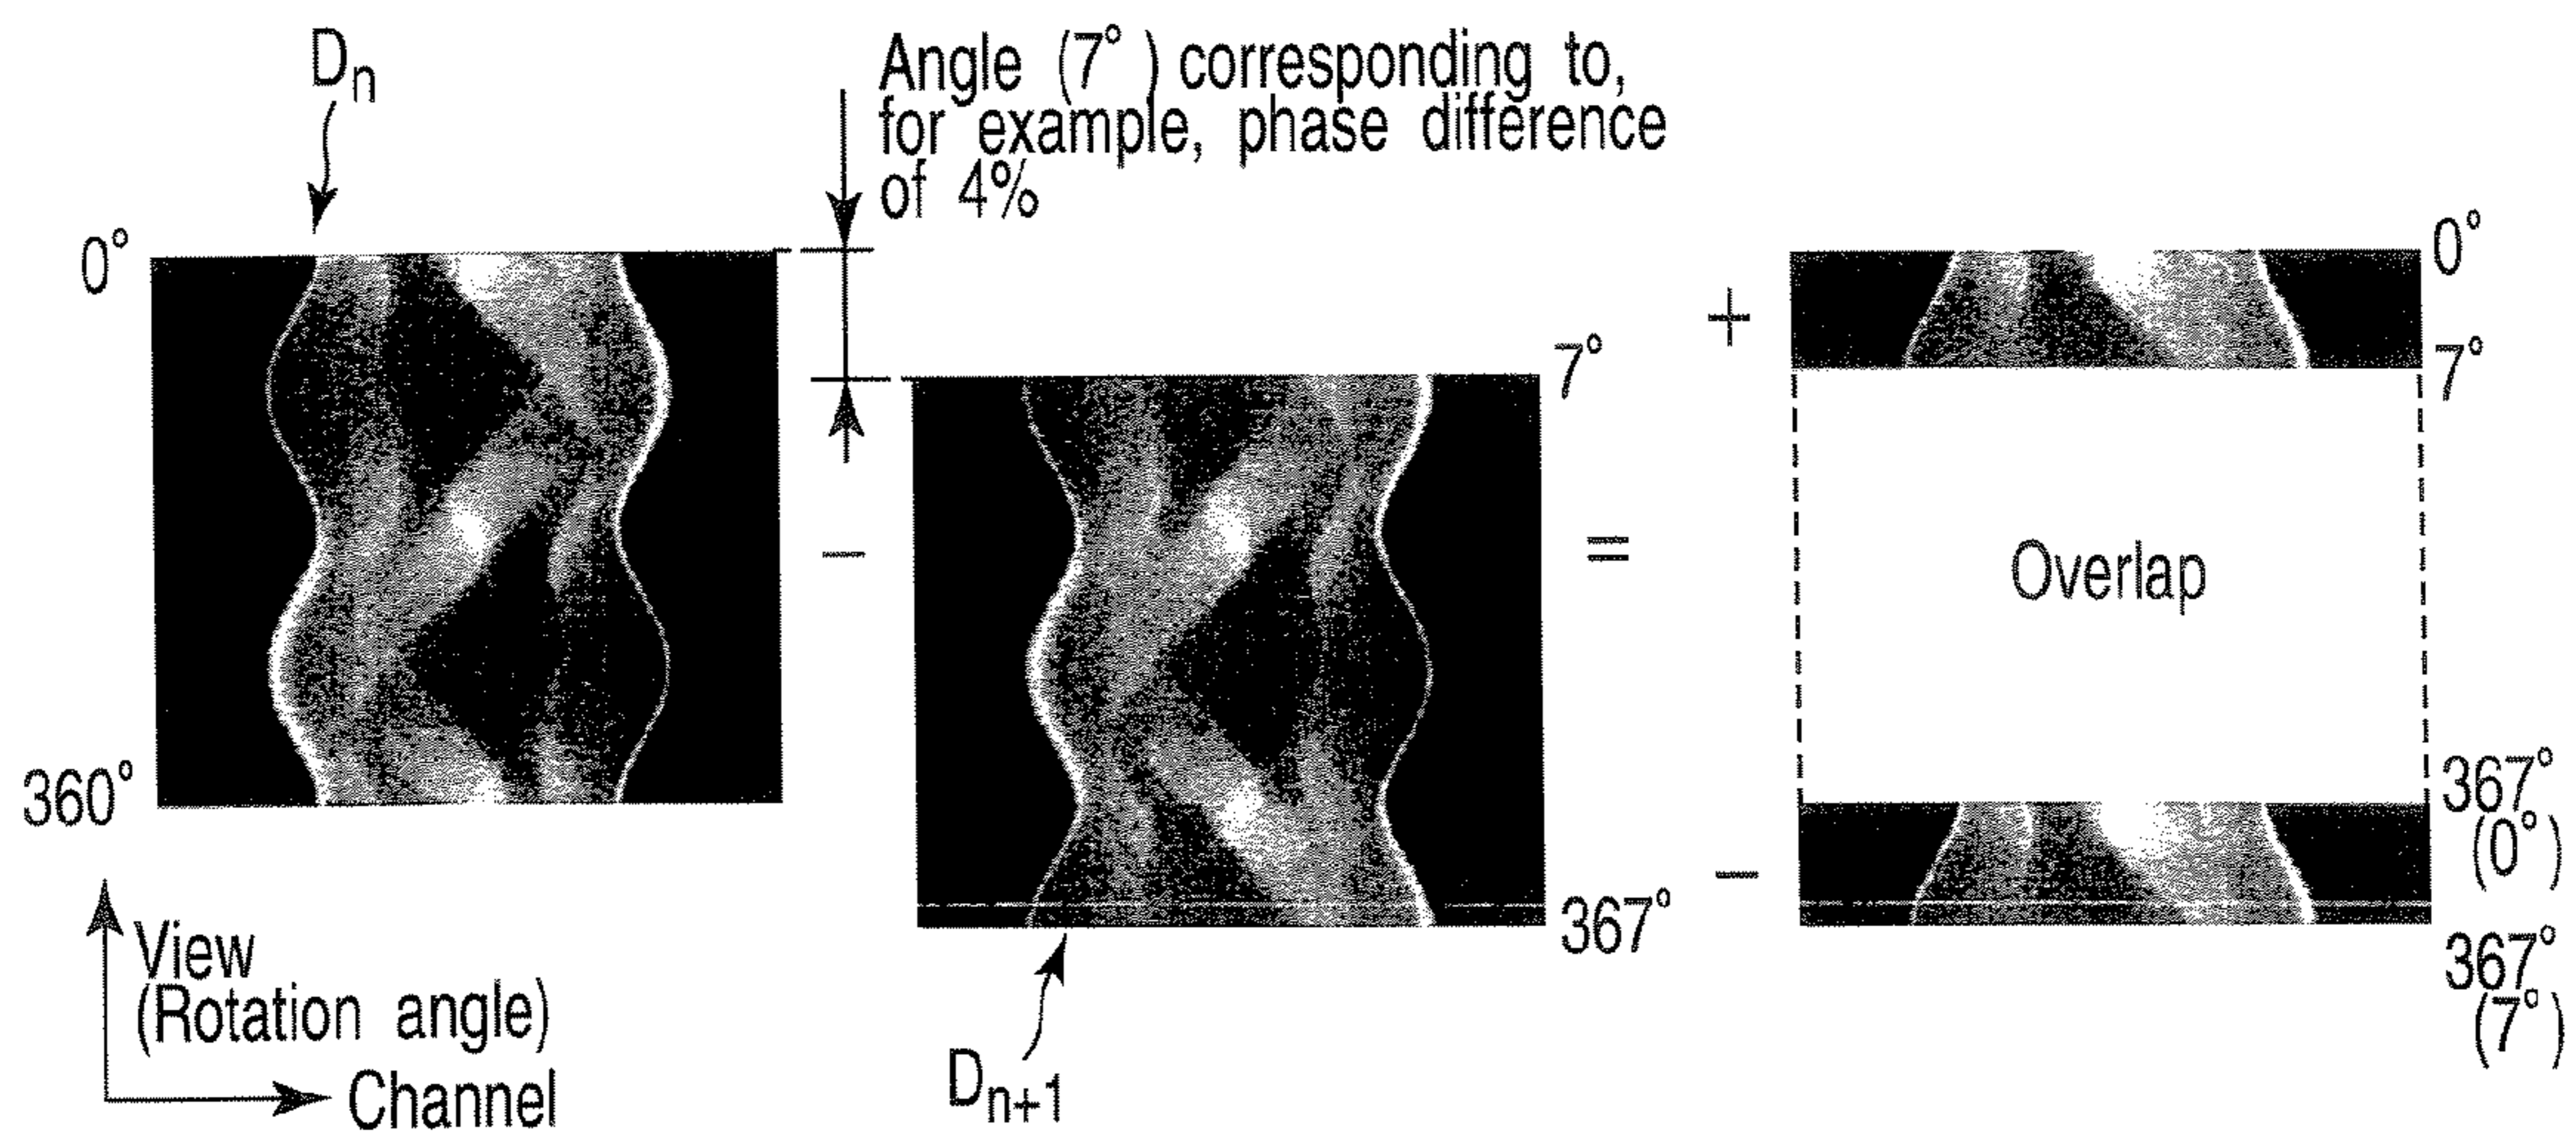 Dn
Angle (7°) corresponding to,
for example, phase difference
of 4%
0°
360°
View
(Rotation angle)
Channel
−
7°
367°
Dn+1
=
+
0°
7°
Overlap
−
367°
(0°)
367°
(7°)